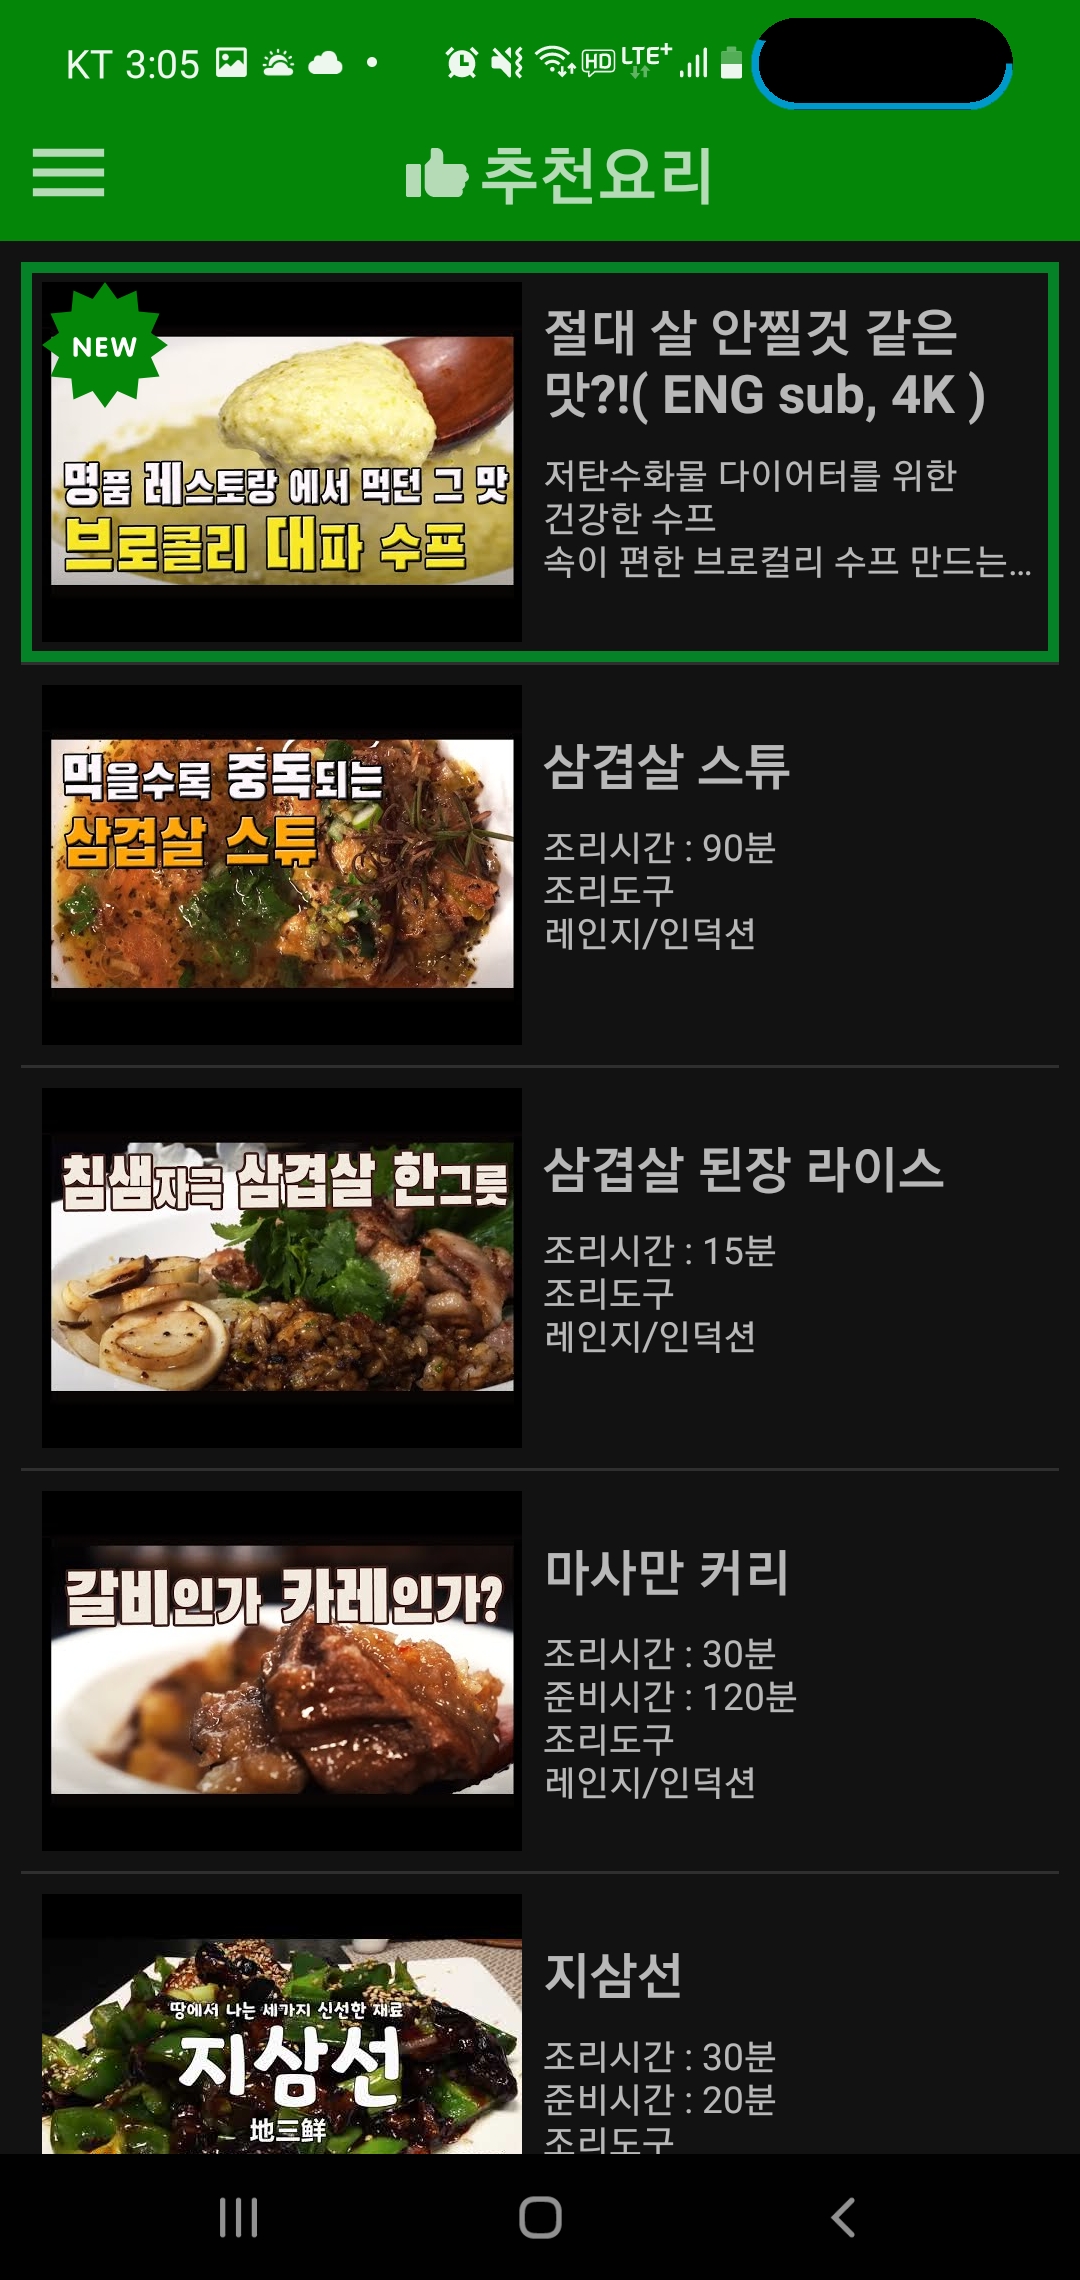 KT 3:05
HD
LTE+
추천요리
NEW
명품 레스토랑 에서 먹던 그 맛
브로콜리 대파 수프
절대 살 안찔것 같은
맛?!( ENG sub, 4K )
저탄수화물 다이어터를 위한
건강한 수프
속이 편한 브로컬리 수프 만드는...
먹을수록 중독되는
삼겹살 스튜
삼겹살 스튜
조리시간 : 90분
조리도구
레인지/인덕션
침샘자극 삼겹살 한그릇
삼겹살 된장 라이스
조리시간 : 15분
조리도구
레인지/인덕션
갈비인가 카레인가?
마사만 커리
조리시간 : 30분
준비시간 : 120분
조리도구
레인지/인덕션
땅에서 나는 세가지 신선한 재료
지삼선
地三鮮
지삼선
조리시간 : 30분
준비시간 : 20분
조리도구